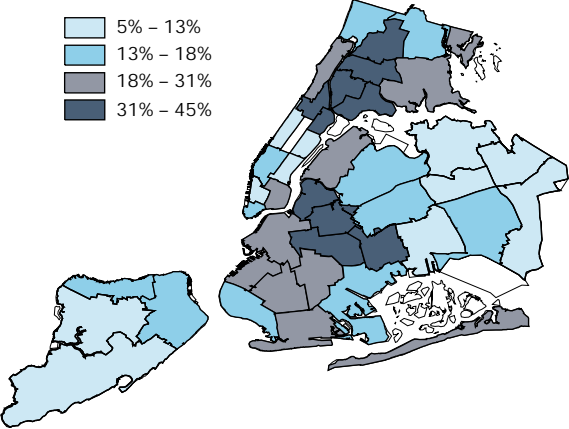 5% – 13%
13% – 18%
18% – 31%
31% – 45%